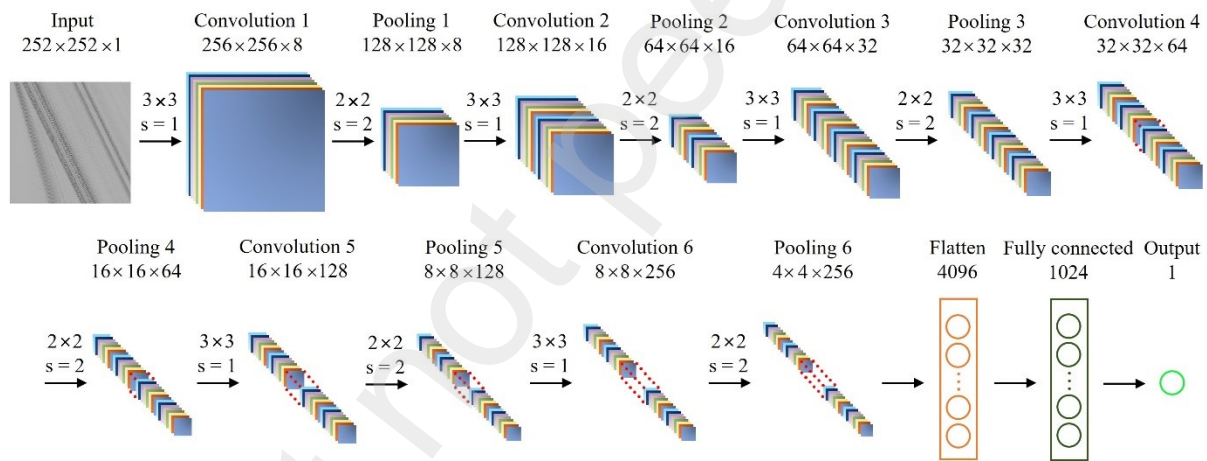 Input
252×252×1
Convolution 1
256×256×8
Pooling 1
128×128×8
Convolution 2
128×128×16
Pooling 2
64×64×16
Convolution 3
64×64×32
Pooling 3
32×32×32
Convolution 4
32×32×64
3×3
s = 1
2×2
s = 2
3×3
s = 1
2×2
s = 2
3×3
s = 1
2×2
s = 2
3×3
s = 1
Pooling 4
16×16×64
Convolution 5
16×16×128
Pooling 5
8×8×128
Convolution 6
8×8×256
Pooling 6
4×4×256
Flatten
4096
Fully connected
1024
Output
1
2×2
s = 2
3×3
s = 1
2×2
s = 2
3×3
s = 1
2×2
s = 2
not pee